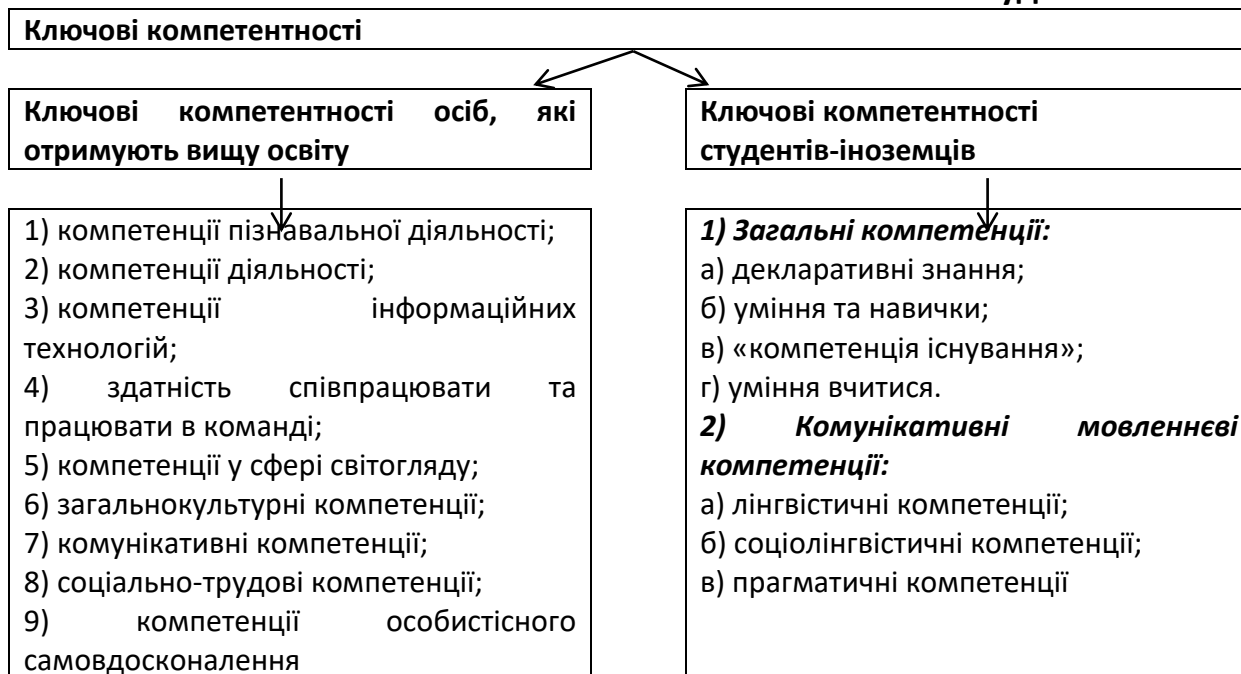 Ключові компетентності
Ключові компетентності осіб, які
отримують вищу освіту
Ключові компетентності
студентів-іноземців
1) компетенції пізнавальної діяльності;
2) компетенції діяльності;
3) компетенції інформаційних
технологій;
4) здатність співпрацювати та
працювати в команді;
5) компетенції у сфері світогляду;
6) загальнокультурні компетенції;
7) комунікативні компетенції;
8) соціально-трудові компетенції;
9) компетенції особистісного
самовдосконалення
1) Загальні компетенції:
а) декларативні знання;
б) уміння та навички;
в) «компетенція існування»;
г) уміння вчитися.
2) Комунікативні мовленнєві
компетенції:
а) лінгвістичні компетенції;
б) соціолінгвістичні компетенції;
в) прагматичні компетенції